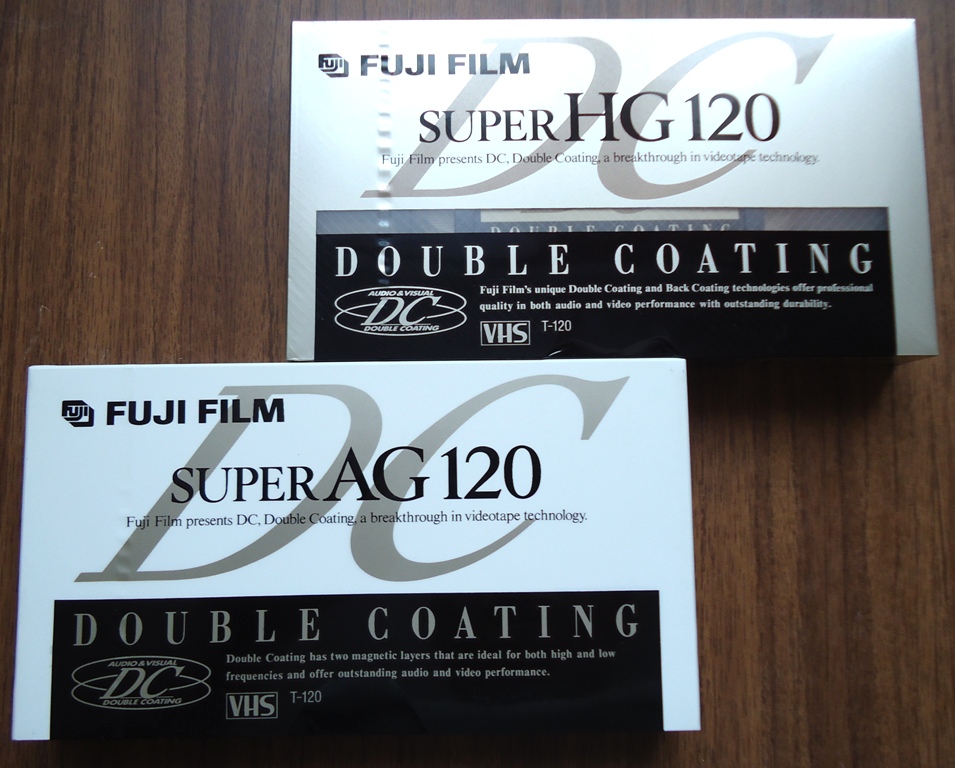 FUJI FILM
DC
SUPER HG 120
Fuji Film presents DC, Double Coating, a breakthrough in videotape technology.
DOUBLE COATING
DOUBLE COATING
AUDIO & VISUAL
DC
DOUBLE COATING
Fuji Film's unique Double Coating and Back Coating technologies offer professional
quality in both audio and video performance with outstanding durability.
VHS T-120
FUJI FILM
DC
SUPER AG 120
Fuji Film presents DC, Double Coating, a breakthrough in videotape technology.
DOUBLE COATING
AUDIO & VISUAL
DC
DOUBLE COATING
Double Coating has two magnetic layers that are ideal for both high and low
frequencies and offer outstanding audio and video performance.
VHS T-120